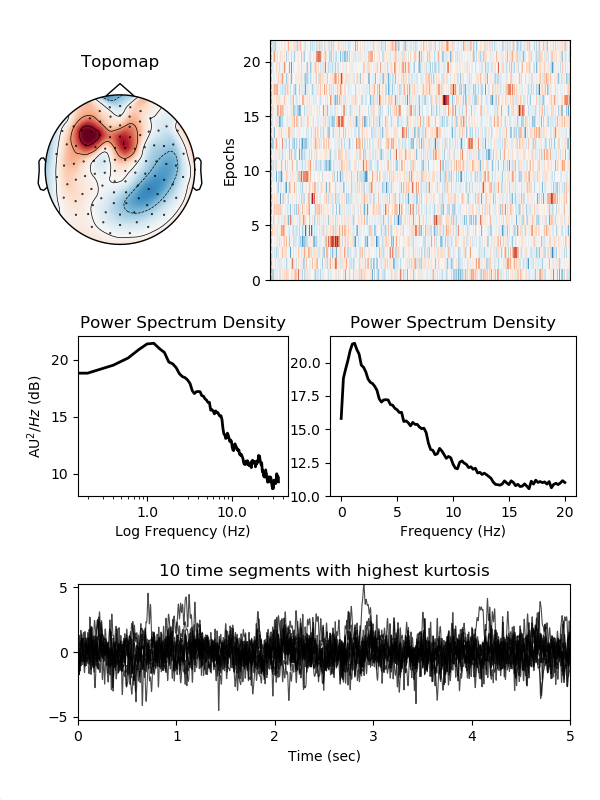 Topomap
Epochs
20
15
10
5
0
Power Spectrum Density
AU²/Hz (dB)
20
15
10
1.0 10.0
Log Frequency (Hz)
Power Spectrum Density
20.0
17.5
15.0
12.5
10.0
0 5 10 15 20
Frequency (Hz)
10 time segments with highest kurtosis
5
0
−5
0 1 2 3 4 5
Time (sec)